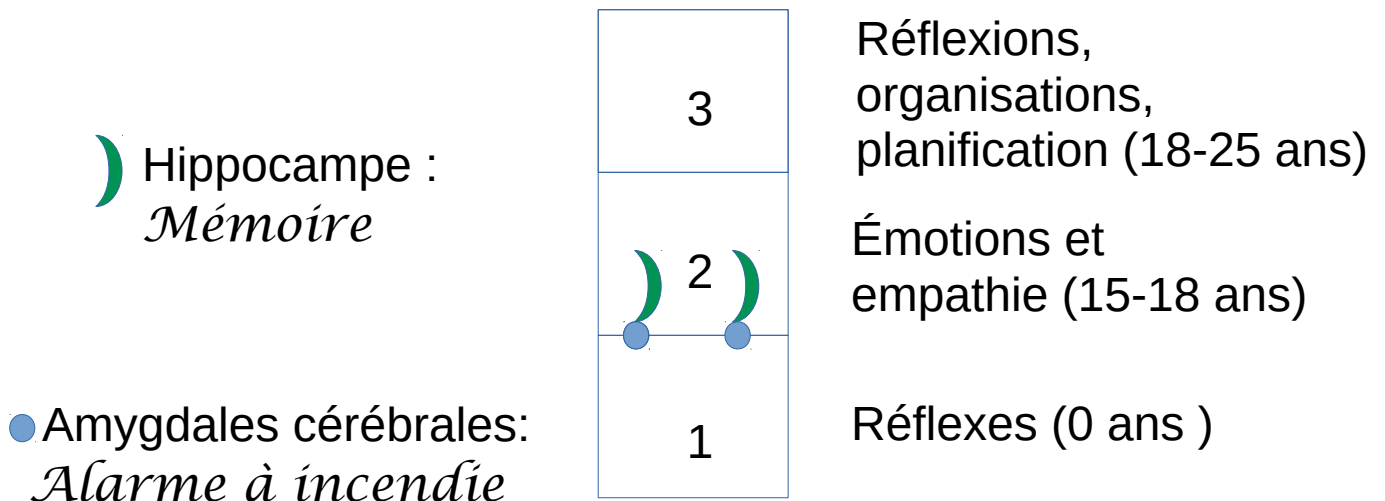 Hippocampe :
Mémoire
Amygdales cérébrales:
Alarme à incendie
3
2
1
Réflexions,
organisations,
planification (18-25 ans)
Émotions et
empathie (15-18 ans)
Réflexes (0 ans )